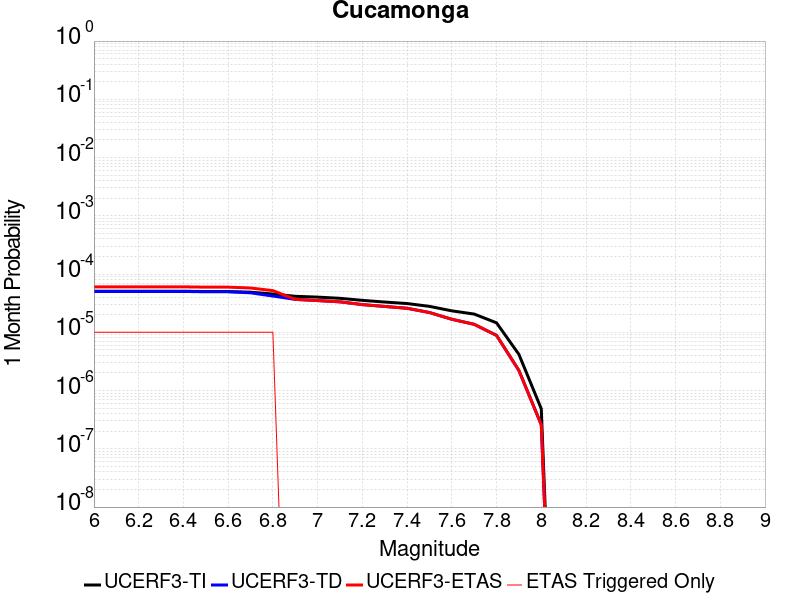 Cucamonga
10^0
10^-1
10^-2
10^-3
10^-4
10^-5
10^-6
10^-7
10^-8
1 Month Probability
6 6.2 6.4 6.6 6.8 7 7.2 7.4 7.6 7.8 8 8.2 8.4 8.6 8.8 9
Magnitude
UCERF3-TI UCERF3-TD UCERF3-ETAS ETAS Triggered Only